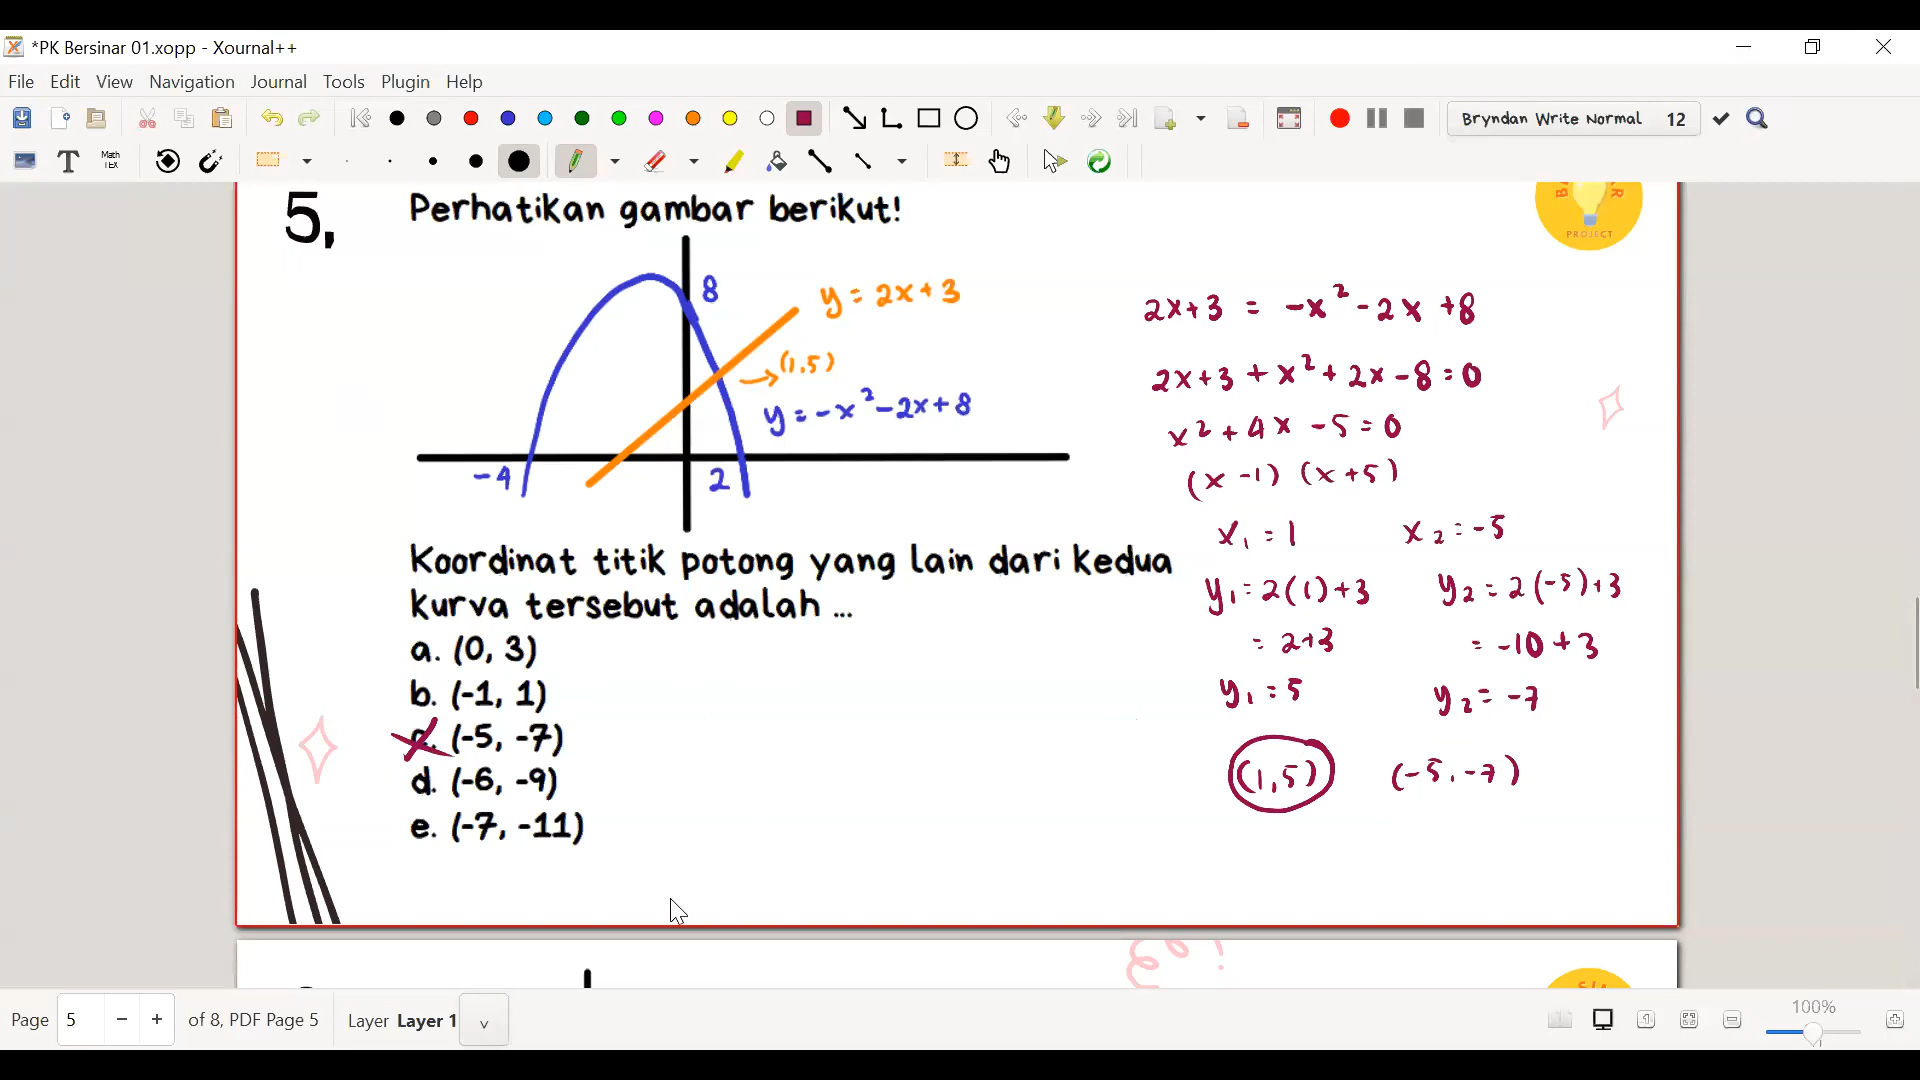 *PK Bersinar 01.xopp - Xournal++
File Edit View Navigation Journal Tools Plugin Help
Bryndan Write Normal 12
T Math TEX
5,
Perhatikan gambar berikut!
PROJECT
8
y = 2x+3
→(1,5)
y = -x² - 2x + 8
-4
2
Koordinat titik potong yang lain dari kedua
kurva tersebut adalah ...
a. (0, 3)
b. (-1, 1)
c. (-5, -7)
d. (-6, -9)
e. (-7, -11)
2x+3 = -x² - 2x +8
2x+3 + x² + 2x - 8 = 0
x² + 4x - 5 = 0
(x -1) (x +5)
x₁ = 1 x₂ = -5
y₁ = 2(1)+3 y₂ = 2(-5)+3
= 2+3 = -10 + 3
y₁ = 5 y₂ = -7
(1,5) (-5,-7)
Page 5 − + of 8, PDF Page 5 Layer Layer 1 v
100%